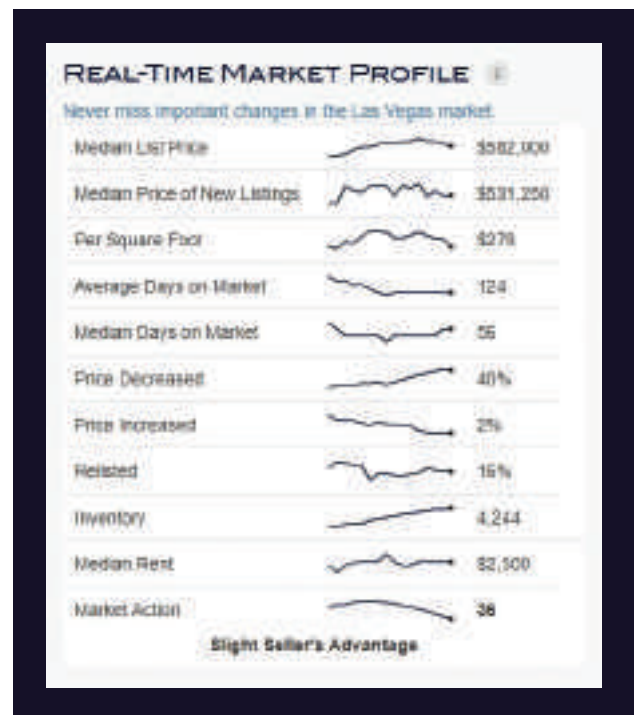 REAL-TIME MARKET PROFILE
Never miss important changes in the Las Vegas market.
Median List Price $582,000
Median Price of New Listings $531,250
Per Square Foot
Average Days on Market 124
Median Days on Market 56
Price Decreased 40%
Price Increased 2%
Relisted 16%
Inventory 4,244
Median Rent $2,500
Market Action 36
Slight Seller's Advantage